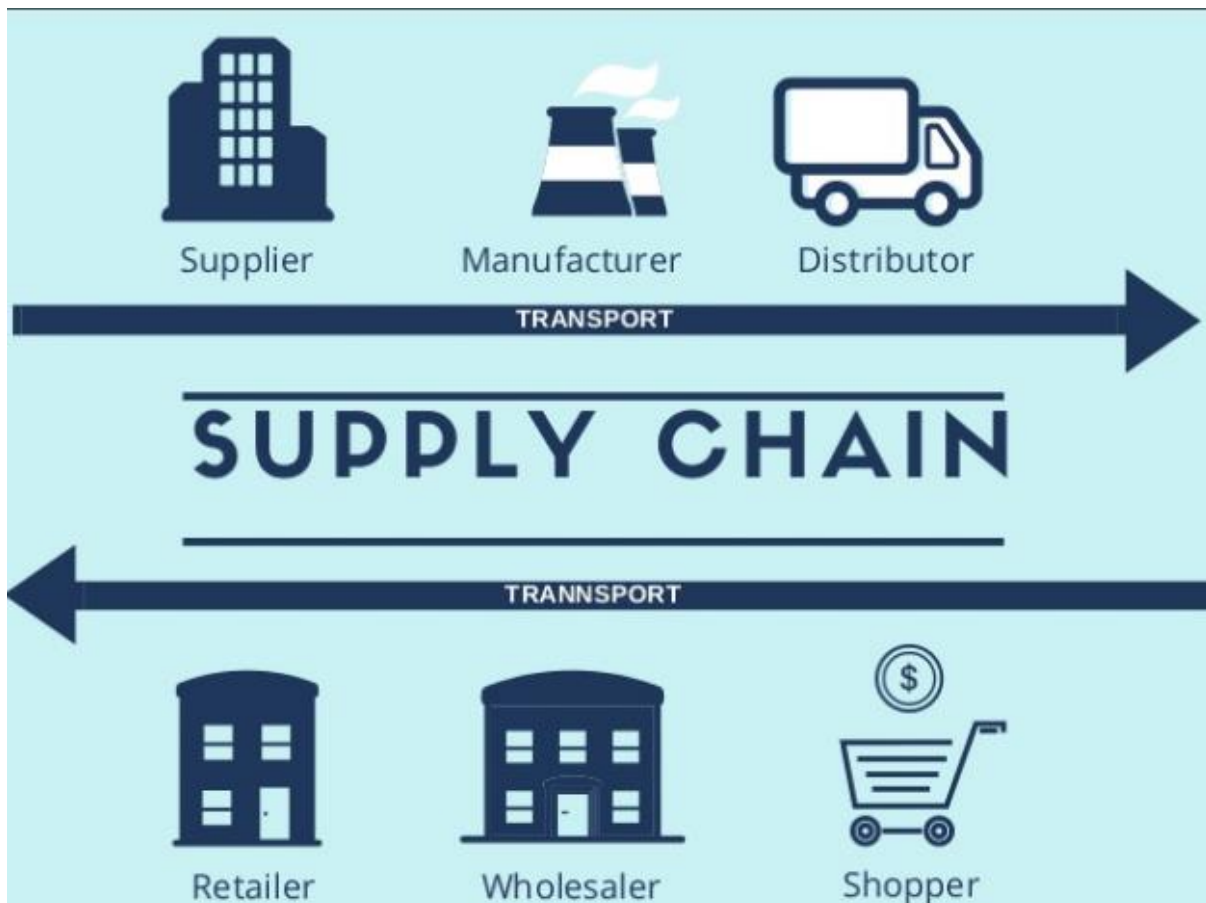 Supplier Manufacturer Distributor
TRANSPORT
SUPPLY CHAIN
TRANNSPORT
$
Retailer Wholesaler Shopper